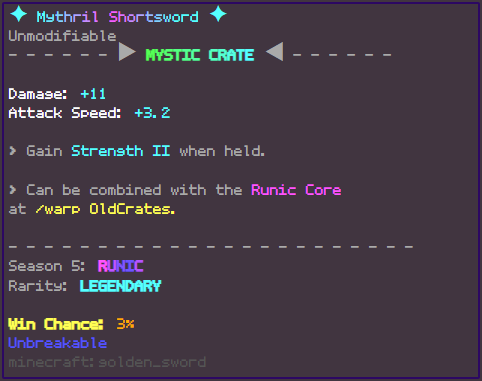 ✦ Mythril Shortsword ✦
Unmodifiable
- - - - - - ▶ MYSTIC CRATE ◀ - - - - - -
Damage: +11
Attack Speed: +3.2
> Gain Strength II when held.
> Can be combined with the Runic Core
at /warp OldCrates.
- - - - - - - - - - - - - - - - - - - - - - - -
Season 5: RUNIC
Rarity: LEGENDARY
Win Chance: 3%
Unbreakable
minecraft:golden_sword